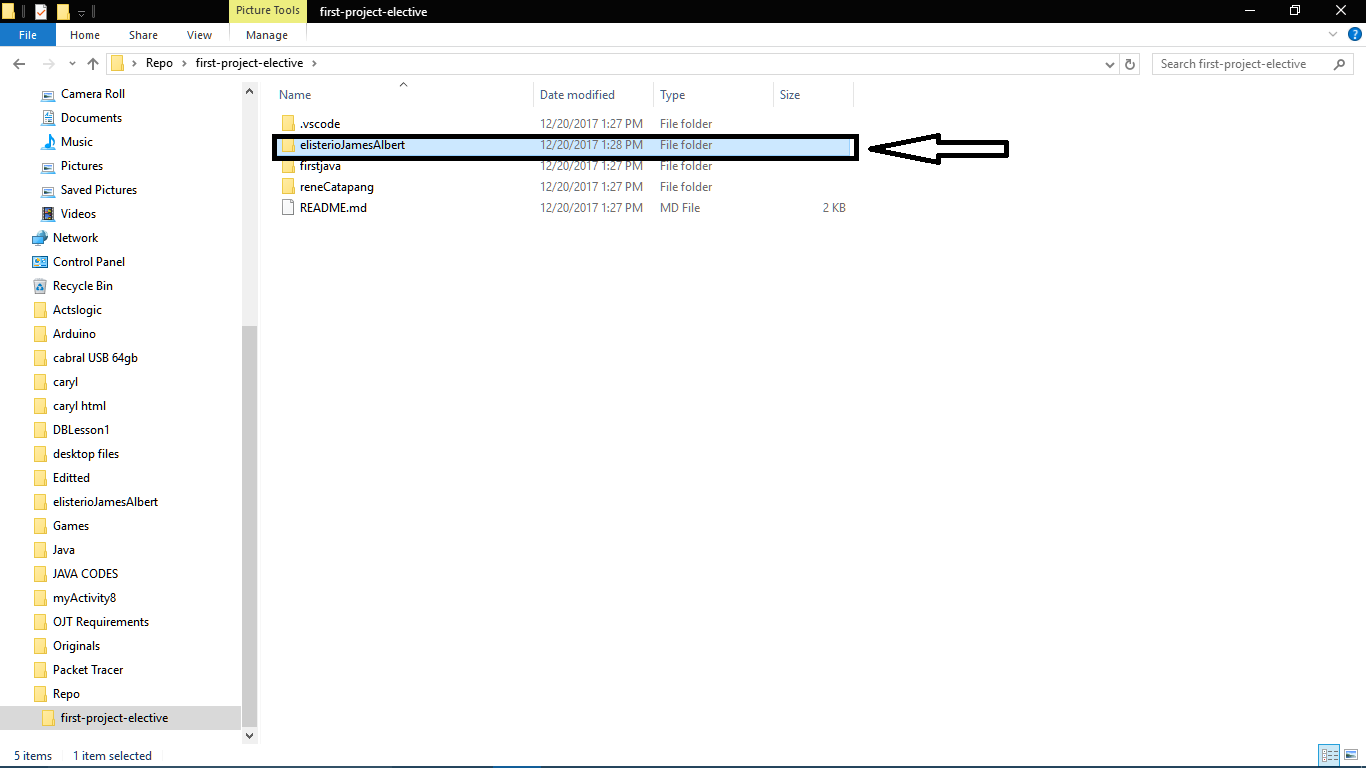 Picture Tools first-project-elective
File Home Share View Manage
Repo first-project-elective Search first-project-elective
Name Date modified Type Size
.vscode 12/20/2017 1:27 PM File folder
elisterioJamesAlbert 12/20/2017 1:28 PM File folder
firstjava 12/20/2017 1:27 PM File folder
reneCatapang 12/20/2017 1:27 PM File folder
README.md 12/20/2017 1:27 PM MD File 2 KB
Camera Roll
Documents
Music
Pictures
Saved Pictures
Videos
Network
Control Panel
Recycle Bin
Actslogic
Arduino
cabral USB 64gb
caryl
caryl html
DBLesson1
desktop files
Editted
elisterioJamesAlbert
Games
Java
JAVA CODES
myActivity8
OJT Requirements
Originals
Packet Tracer
Repo
first-project-elective
5 items 1 item selected